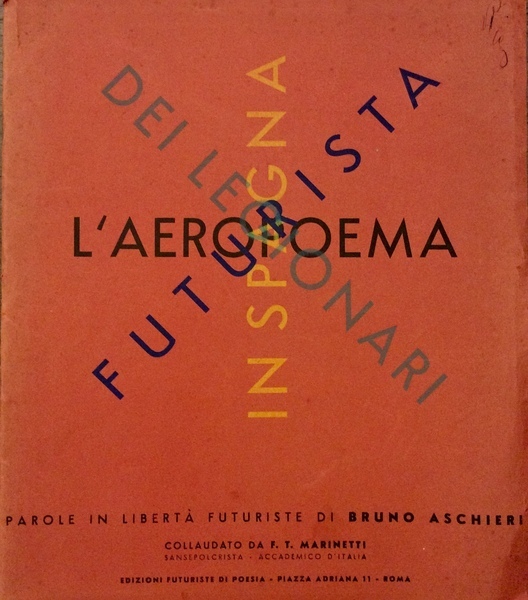 L'AEROPOEMA
FUTURISTA
DEI LEGIONARI
IN SPAGNA
PAROLE IN LIBERTÀ FUTURISTE DI BRUNO ASCHIERI
COLLAUDATO DA F. T. MARINETTI
SANSEPOLCRISTA - ACCADEMICO D'ITALIA
EDIZIONI FUTURISTE DI POESIA - PIAZZA ADRIANA 11 - ROMA